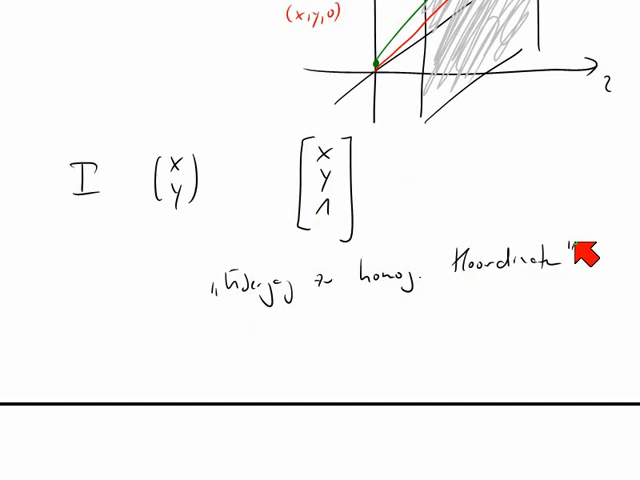 (x,y,0)
z
I (x y) [x y 1]
„Übergang zu homog. Koordinaten"